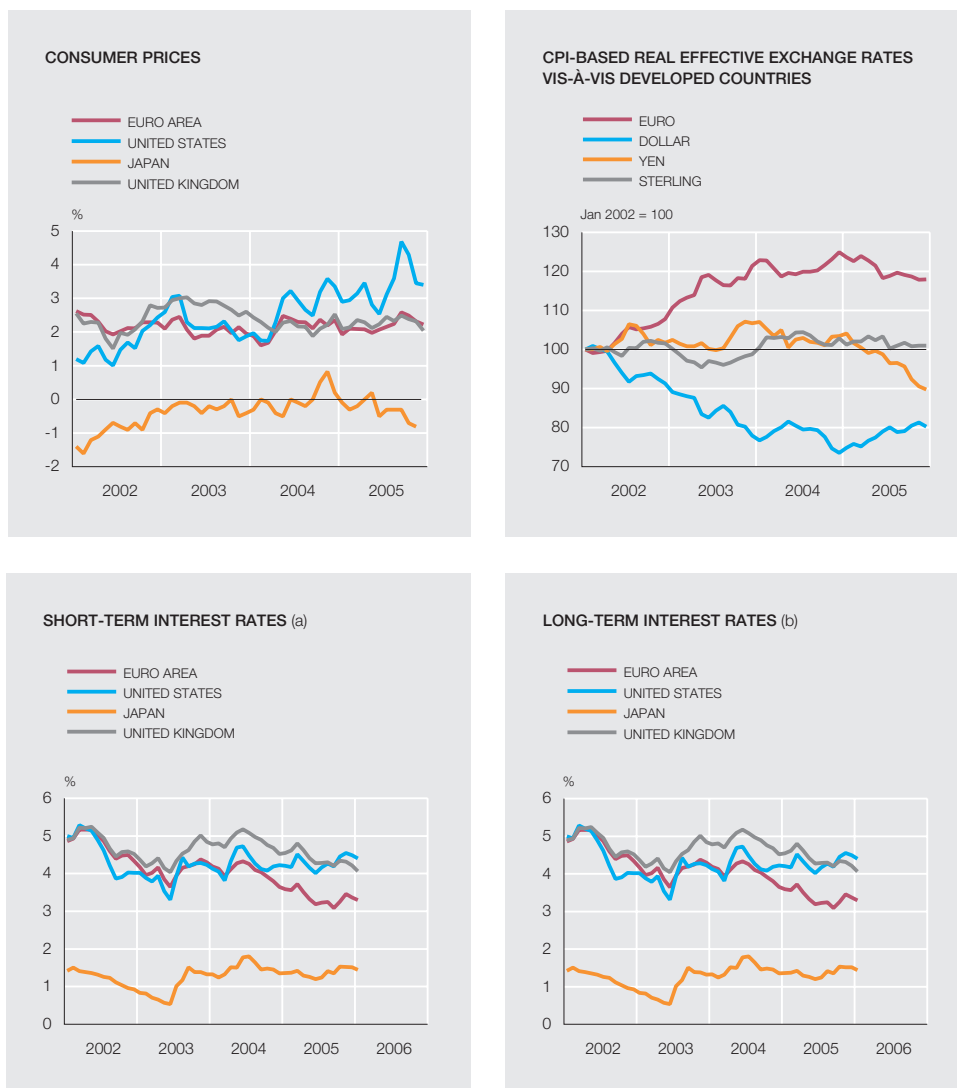 CONSUMER PRICES
EURO AREA
UNITED STATES
JAPAN
UNITED KINGDOM
%
5
4
3
2
1
0
-1
-2
2002 2003 2004 2005
CPI-BASED REAL EFFECTIVE EXCHANGE RATES
VIS-À-VIS DEVELOPED COUNTRIES
EURO
DOLLAR
YEN
STERLING
Jan 2002 = 100
130
120
110
100
90
80
70
2002 2003 2004 2005
SHORT-TERM INTEREST RATES (a)
EURO AREA
UNITED STATES
JAPAN
UNITED KINGDOM
%
6
5
4
3
2
1
0
2002 2003 2004 2005 2006
LONG-TERM INTEREST RATES (b)
EURO AREA
UNITED STATES
JAPAN
UNITED KINGDOM
%
6
5
4
3
2
1
0
2002 2003 2004 2005 2006